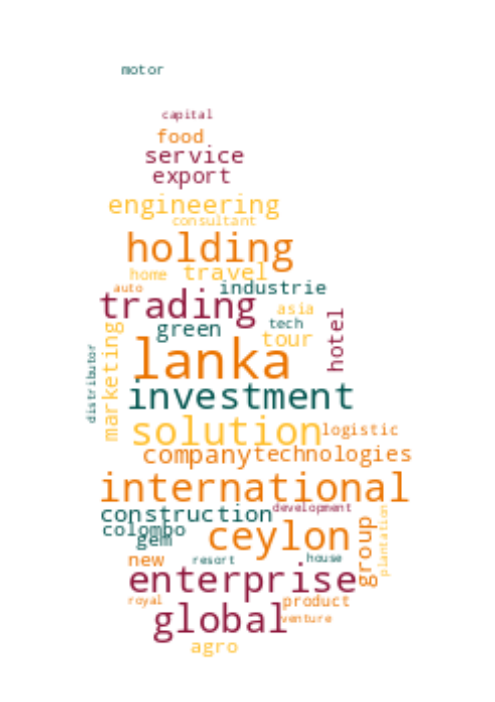 motor
capital
food
service
export
engineering
consultant
holding
home travel
auto industrie
trading asia
green tech
tour
hotel
marketing
distributor
lanka
investment
solution logistic
company technologies
international
construction development
colombo
gem ceylon
group
plantation
new resort house
enterprise
royal product
global venture
agro